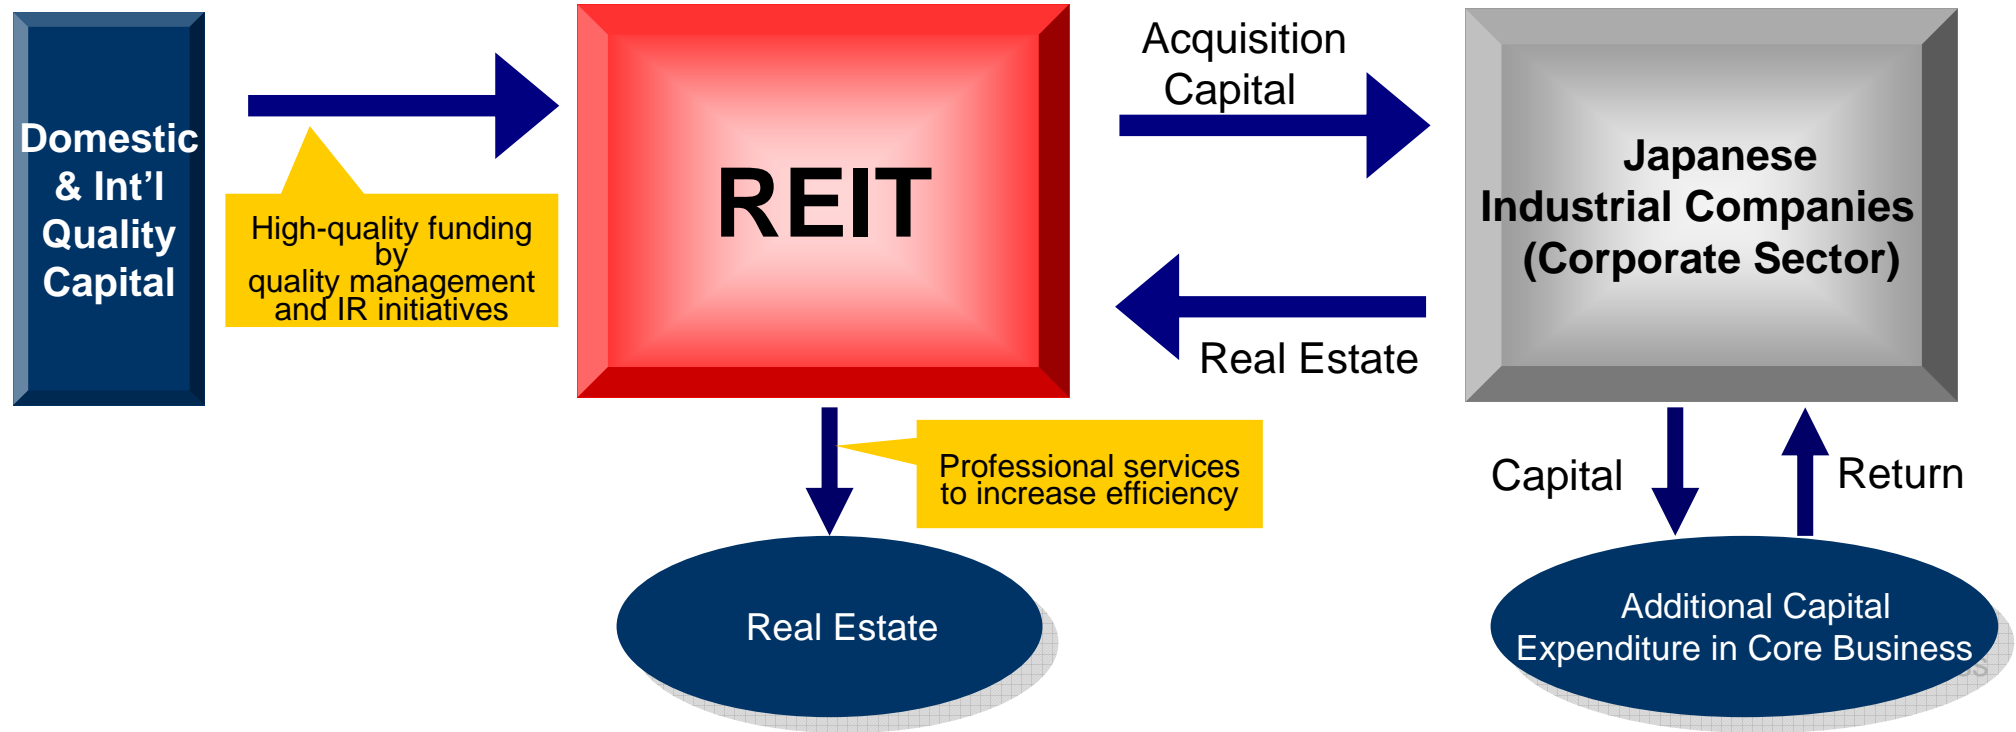 Domestic
& Int'l
Quality
Capital
High-quality funding
by
quality management
and IR initiatives
REIT
Acquisition
Capital
Real Estate
Japanese
Industrial Companies
(Corporate Sector)
Professional services
to increase efficiency
Capital
Return
Real Estate
Additional Capital
Expenditure in Core Business